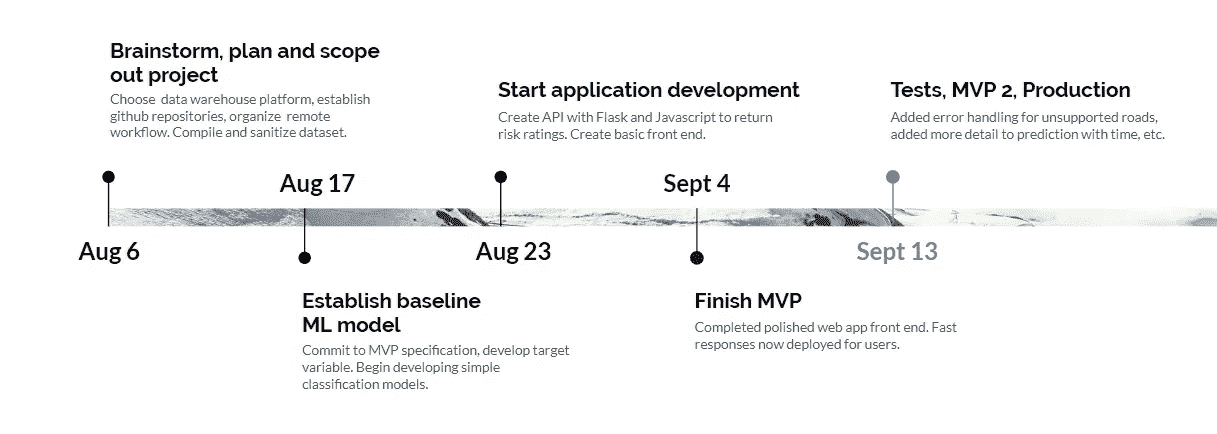 Brainstorm, plan and scope
out project
Choose data warehouse platform, establish
github repositories, organize remote
workflow. Compile and sanitize dataset.
Aug 6
Aug 17
Establish baseline
ML model
Commit to MVP specification, develop target
variable. Begin developing simple
classification models.
Start application development
Create API with Flask and Javascript to return
risk ratings. Create basic front end.
Aug 23
Sept 4
Finish MVP
Completed polished web app front end. Fast
responses now deployed for users.
Tests, MVP 2, Production
Added error handling for unsupported roads,
added more detail to prediction with time, etc.
Sept 13